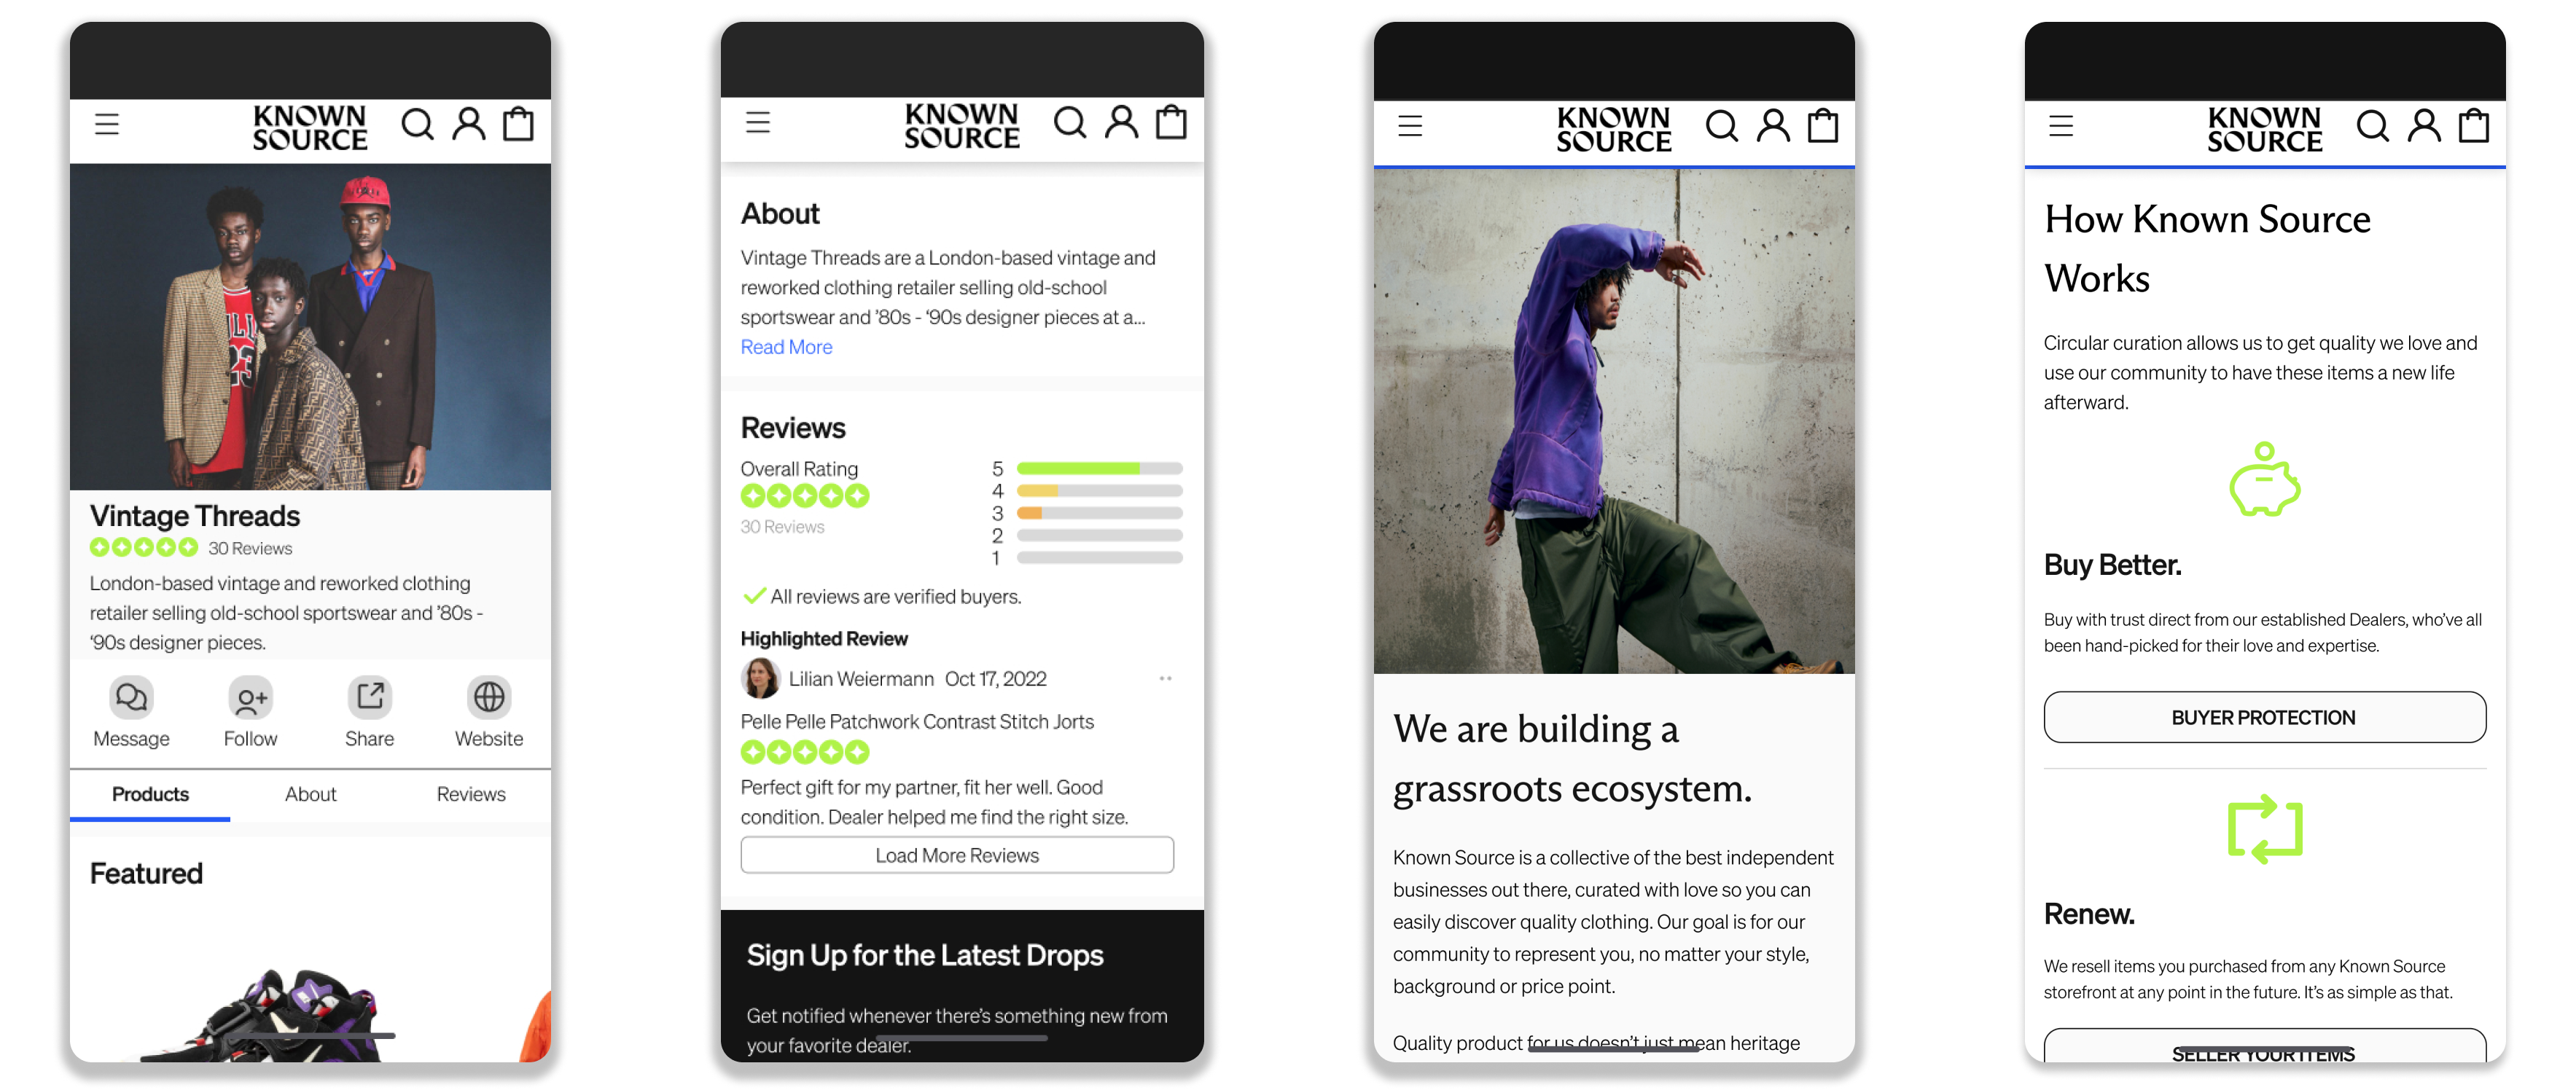 KNOWN
SOURCE
Vintage Threads
30 Reviews
London-based vintage and reworked clothing
retailer selling old-school sportswear and ’80s -
‘90s designer pieces.
Message
Follow
Share
Website
Products
About
Reviews
Featured
KNOWN
SOURCE
About
Vintage Threads are a London-based vintage and
reworked clothing retailer selling old-school
sportswear and ’80s - ‘90s designer pieces at a...
Read More
Reviews
Overall Rating
30 Reviews
5
4
3
2
1
All reviews are verified buyers.
Highlighted Review
Lilian Weiermann Oct 17, 2022
Pelle Pelle Patchwork Contrast Stitch Jorts
Perfect gift for my partner, fit her well. Good
condition. Dealer helped me find the right size.
Load More Reviews
Sign Up for the Latest Drops
Get notified whenever there’s something new from
your favorite dealer.
KNOWN
SOURCE
We are building a
grassroots ecosystem.
Known Source is a collective of the best independent
businesses out there, curated with love so you can
easily discover quality clothing. Our goal is for our
community to represent you, no matter your style,
background or price point.
Quality product for us doesn’t just mean heritage
KNOWN
SOURCE
How Known Source
Works
Circular curation allows us to get quality we love and
use our community to have these items a new life
afterward.
Buy Better.
Buy with trust direct from our established Dealers, who’ve all
been hand-picked for their love and expertise.
BUYER PROTECTION
Renew.
We resell items you purchased from any Known Source
storefront at any point in the future. It’s as simple as that.
SELLER YOUR ITEMS